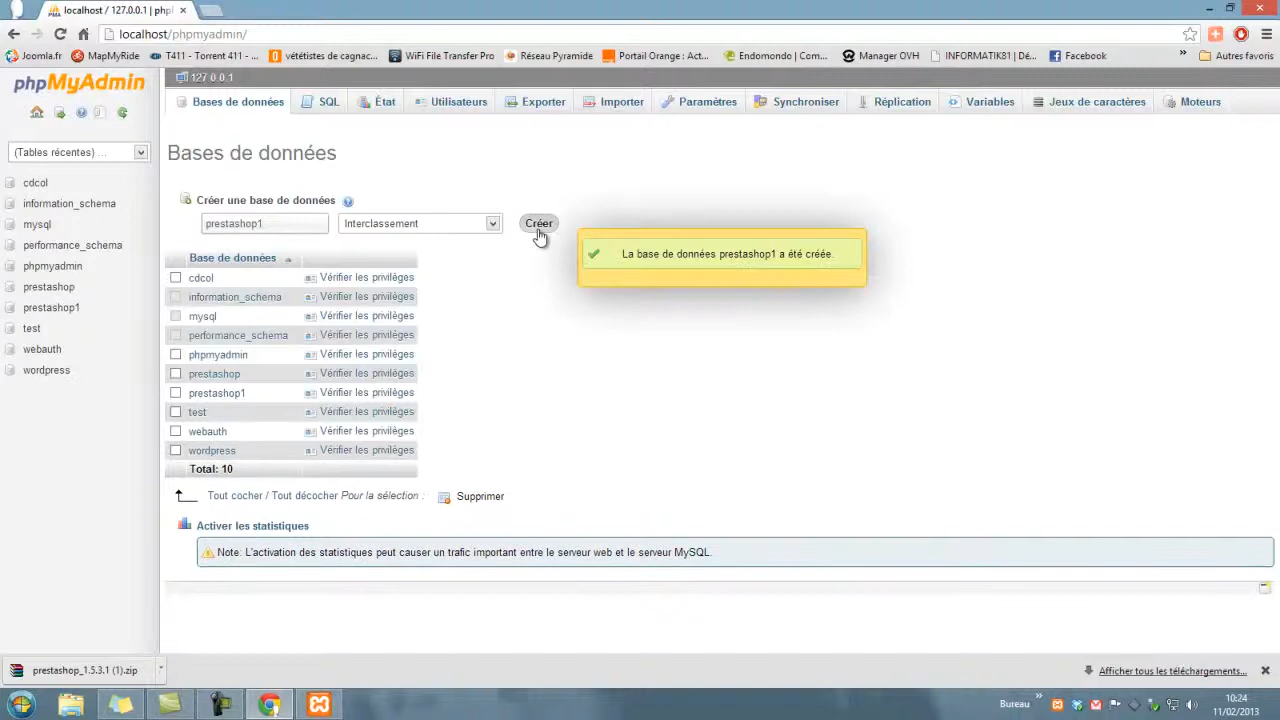 localhost / 127.0.0.1 | phpl
localhost/phpmyadmin/
Joomla.fr
MapMyRide
T411 - Torrent 411 - ...
vététistes de cagnac...
WiFi File Transfer Pro
Réseau Pyramide
Portail Orange : Act...
Endomondo | Com...
Manager OVH
INFORMATIK81 | De...
Facebook
»
Autres favoris
phpMyAdmin
127.0.0.1
Bases de données
SQL
État
Utilisateurs
Exporter
Importer
Paramètres
Synchroniser
Réplication
Variables
Jeux de caractères
Moteurs
(Tables récentes) ...
cdcol
information_schema
mysql
performance_schema
phpmyadmin
prestashop
prestashop1
test
webauth
wordpress
Bases de données
Créer une base de données
prestashop1
Interclassement
Créer
La base de données prestashop1 a été créée.
Base de données
cdcol Vérifier les privilèges
information_schema Vérifier les privilèges
mysql Vérifier les privilèges
performance_schema Vérifier les privilèges
phpmyadmin Vérifier les privilèges
prestashop Vérifier les privilèges
prestashop1 Vérifier les privilèges
test Vérifier les privilèges
webauth Vérifier les privilèges
wordpress Vérifier les privilèges
Total: 10
Tout cocher / Tout décocher Pour la sélection : Supprimer
Activer les statistiques
Note: L'activation des statistiques peut causer un trafic important entre le serveur web et le serveur MySQL.
prestashop_1.5.3.1 (1).zip
Afficher tous les téléchargements...
Bureau
»
10:24
11/02/2013